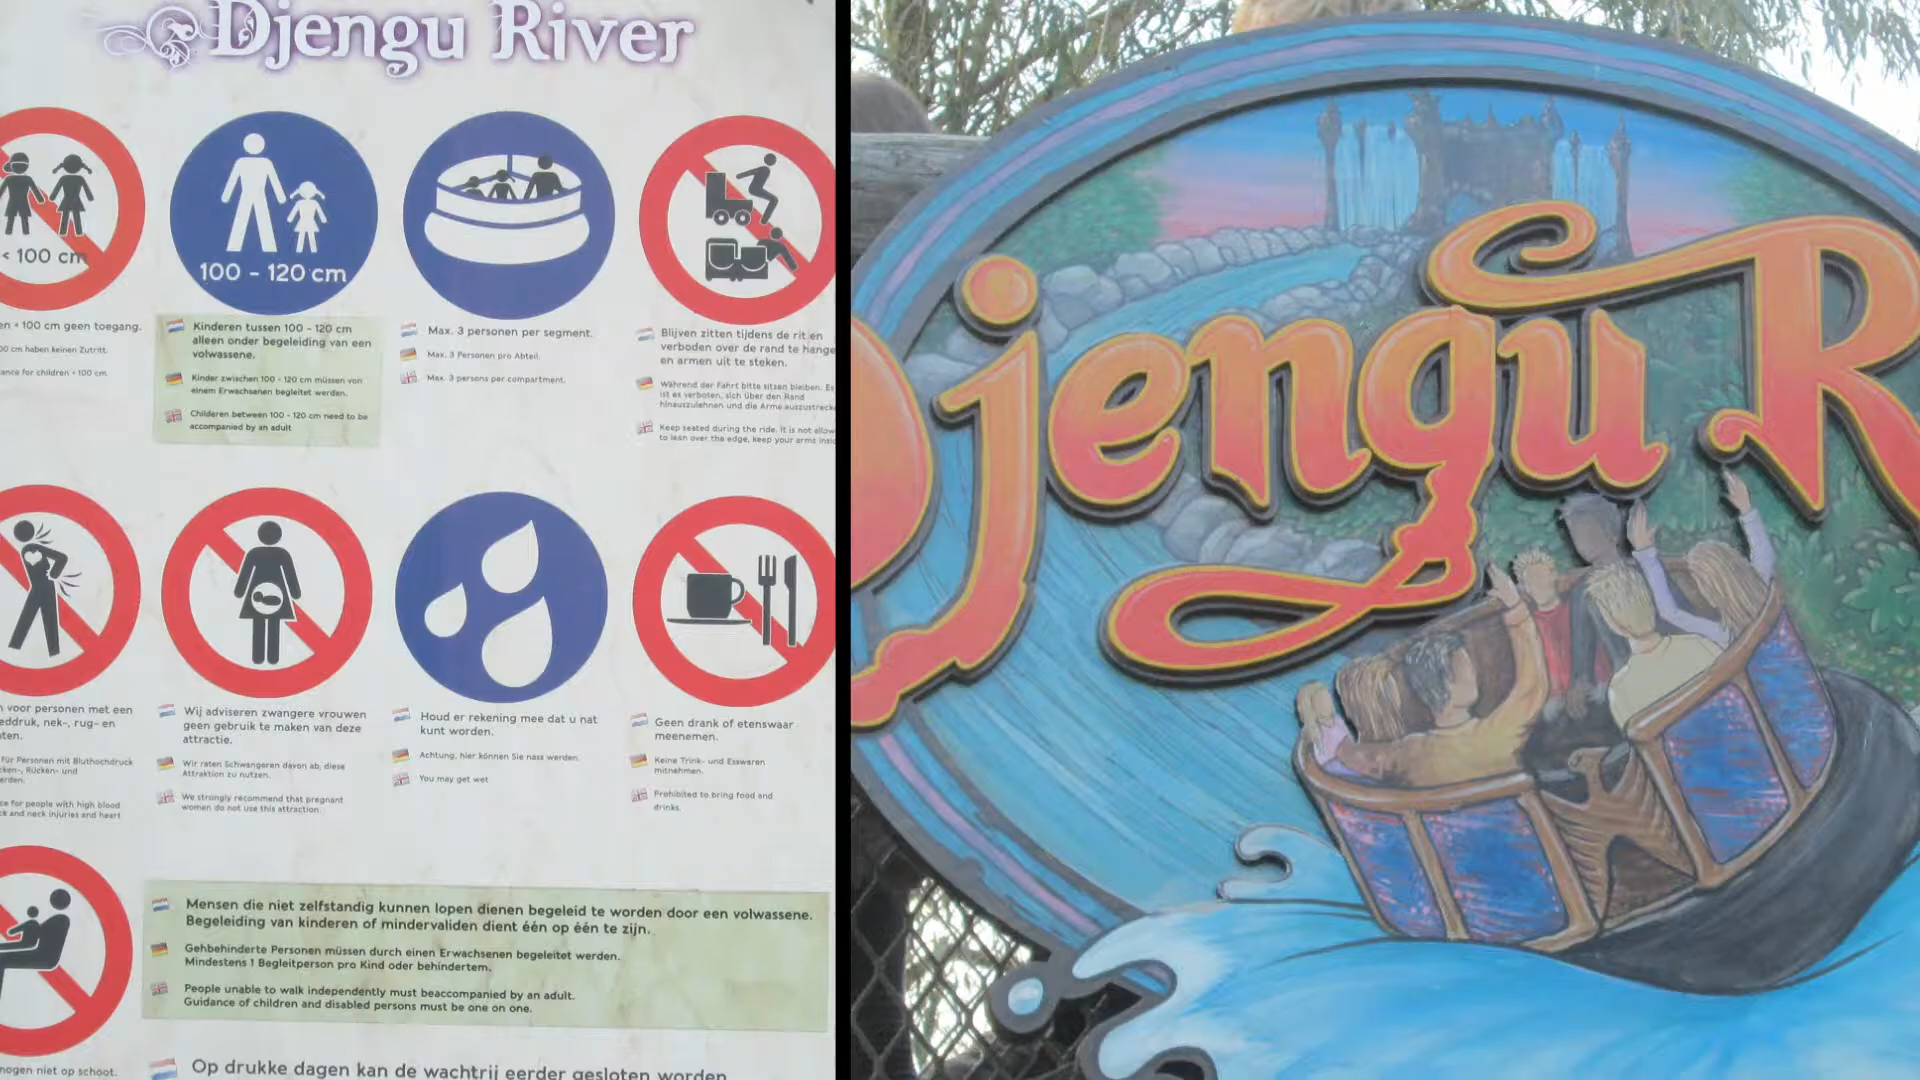 Djengu River
< 100 cm
100 - 120 cm
en < 100 cm geen toegang.
00 cm haben keinen Zutritt.
ance for children < 100 cm.
Kinderen tussen 100 - 120 cm
alleen onder begeleiding van een
volwassene.
Kinder zwischen 100 - 120 cm müssen von
einem Erwachsenen begleitet werden.
Childeren between 100 - 120 cm need to be
accompanied by an adult
Max. 3 personen per segment.
Max. 3 Personen pro Abteil.
Max. 3 persons per compartment.
Blijven zitten tijdens de rit en
verboden over de rand te hange
en armen uit te steken.
Während der Fahrt bitte sitzen bleiben. Es
ist es verboten, sich über den Rand
hinauszulehnen und die Arme auszustreck
Keep seated during the ride. It is not allow
to lean over the edge, keep your arms insid
voor personen met een
eddruk, nek-, rug- en
ten.
für Personen mit Bluthochdruck
cken-, Rücken- und
erden.
ce for people with high blood
ck and neck injuries and heart
Wij adviseren zwangere vrouwen
geen gebruik te maken van deze
attractie.
Wir raten Schwangeren davon ab, diese
Attraktion zu nutzen.
We strongly recommend that pregnant
women do not use this attraction.
Houd er rekening mee dat u nat
kunt worden.
Achtung, hier können Sie nass werden.
You may get wet
Geen drank of etenswaar
meenemen.
Keine Trink- und Esswaren
mitnehmen.
Prohibited to bring food and
drinks.
mogen niet op schoot.
Mensen die niet zelfstandig kunnen lopen dienen begeleid te worden door een volwassene.
Begeleiding van kinderen of mindervaliden dient één op één te zijn.
Gehbehinderte Personen müssen durch einen Erwachsenen begeleitet werden.
Mindestens 1 Begleitperson pro Kind oder behindertem.
People unable to walk independently must beaccompanied by an adult.
Guidance of children and disabled persons must be one on one.
Op drukke dagen kan de wachtrij eerder gesloten worden
Djengu R